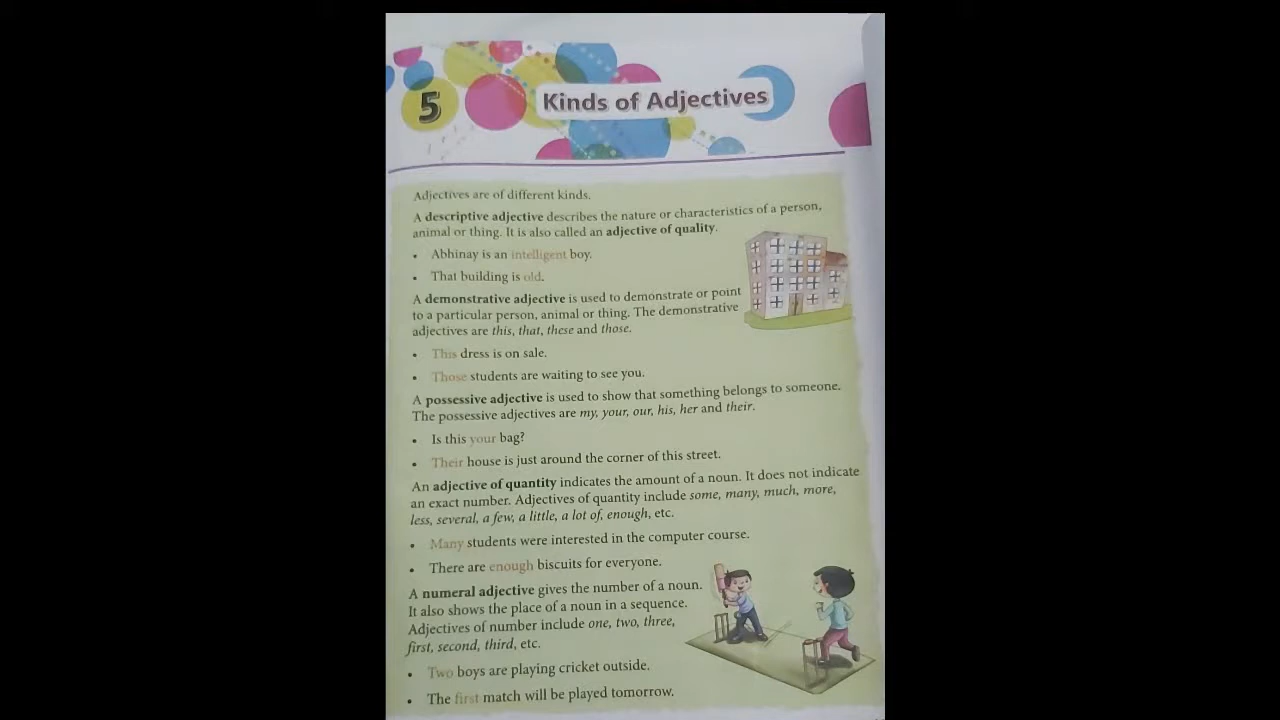 5
Kinds of Adjectives
Adjectives are of different kinds.
A descriptive adjective describes the nature or characteristics of a person,
animal or thing. It is also called an adjective of quality.
• Abhinay is an intelligent boy.
• That building is old.
A demonstrative adjective is used to demonstrate or point
to a particular person, animal or thing. The demonstrative
adjectives are this, that, these and those.
• This dress is on sale.
• Those students are waiting to see you.
A possessive adjective is used to show that something belongs to someone.
The possessive adjectives are my, your, our, his, her and their.
• Is this your bag?
• Their house is just around the corner of this street.
An adjective of quantity indicates the amount of a noun. It does not indicate
an exact number. Adjectives of quantity include some, many, much, more,
less, several, a few, a little, a lot of, enough, etc.
• Many students were interested in the computer course.
• There are enough biscuits for everyone.
A numeral adjective gives the number of a noun.
It also shows the place of a noun in a sequence.
Adjectives of number include one, two, three,
first, second, third, etc.
• Two boys are playing cricket outside.
• The first match will be played tomorrow.